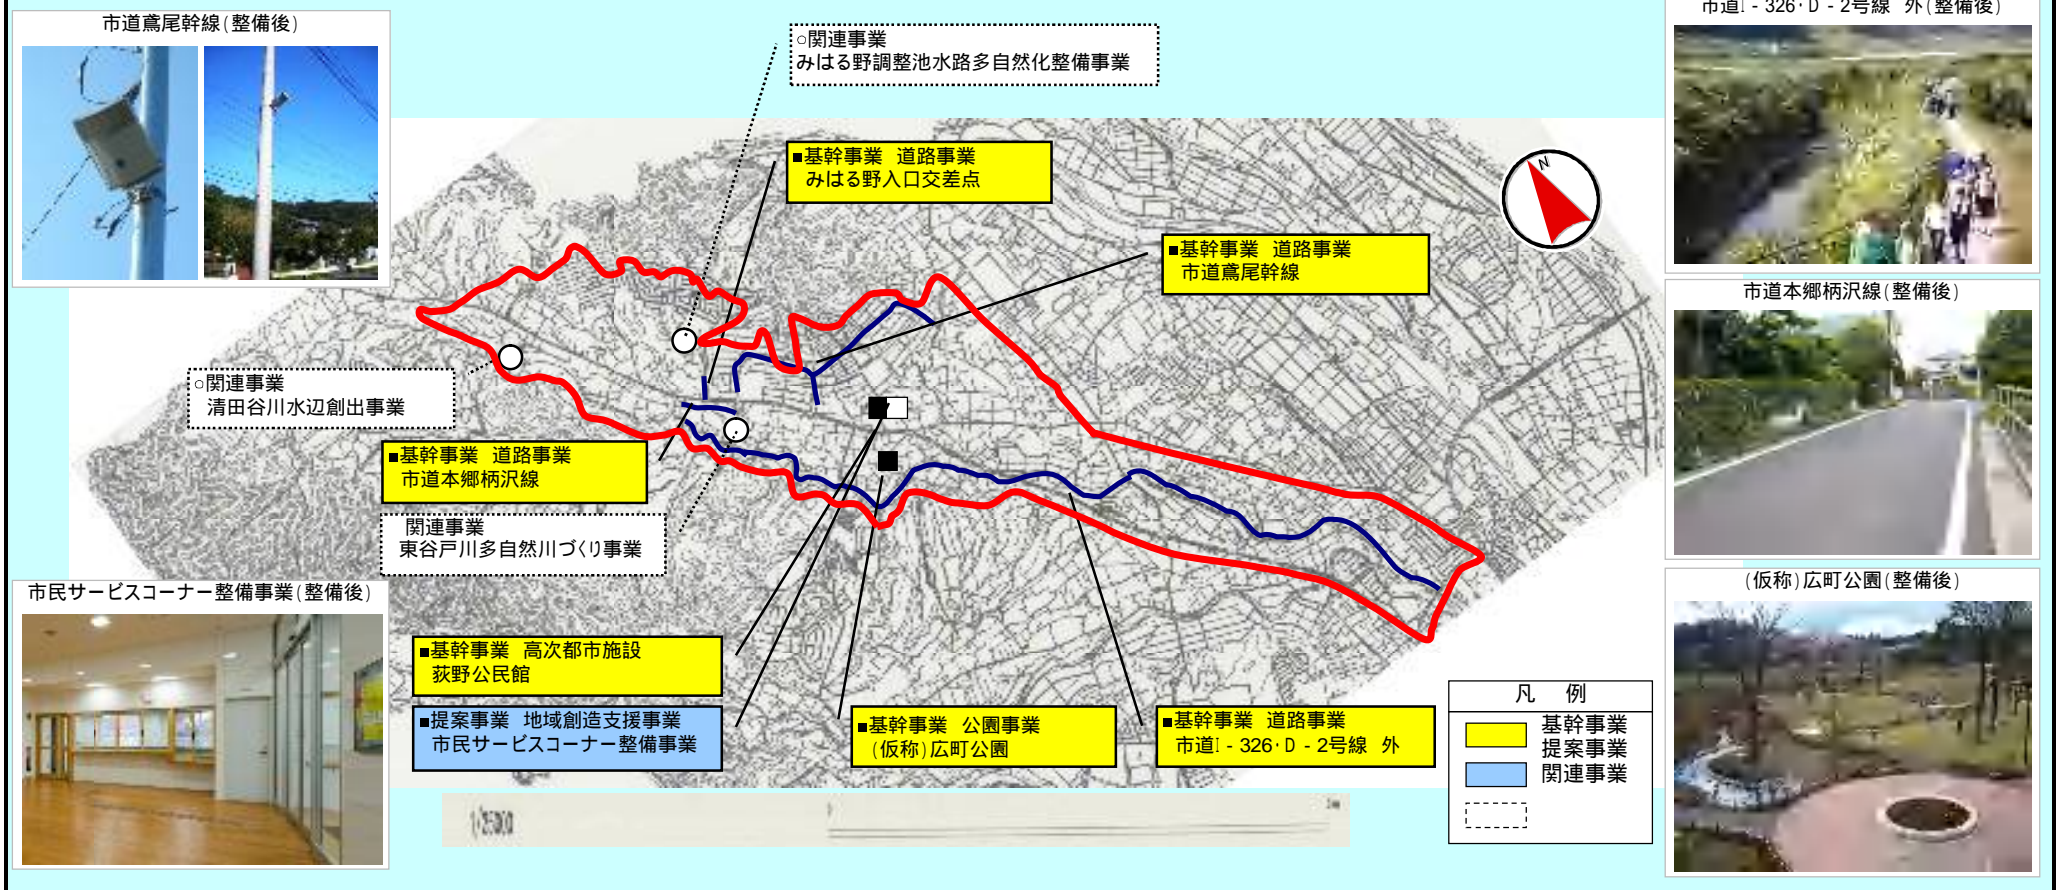 市道鳶尾幹線(整備後)
○関連事業
みはる野調整池水路多自然化整備事業
市道I - 326･D - 2号線 外(整備後)
■基幹事業 道路事業
みはる野入口交差点
N
■基幹事業 道路事業
市道鳶尾幹線
市道本郷柄沢線(整備後)
○関連事業
清田谷川水辺創出事業
■基幹事業 道路事業
市道本郷柄沢線
関連事業
東谷戸川多自然川づくり事業
市民サービスコーナー整備事業(整備後)
(仮称)広町公園(整備後)
■基幹事業 高次都市施設
荻野公民館
■提案事業 地域創造支援事業
市民サービスコーナー整備事業
■基幹事業 公園事業
(仮称)広町公園
■基幹事業 道路事業
市道I - 326･D - 2号線 外
凡 例
基幹事業
提案事業
関連事業
1/25000